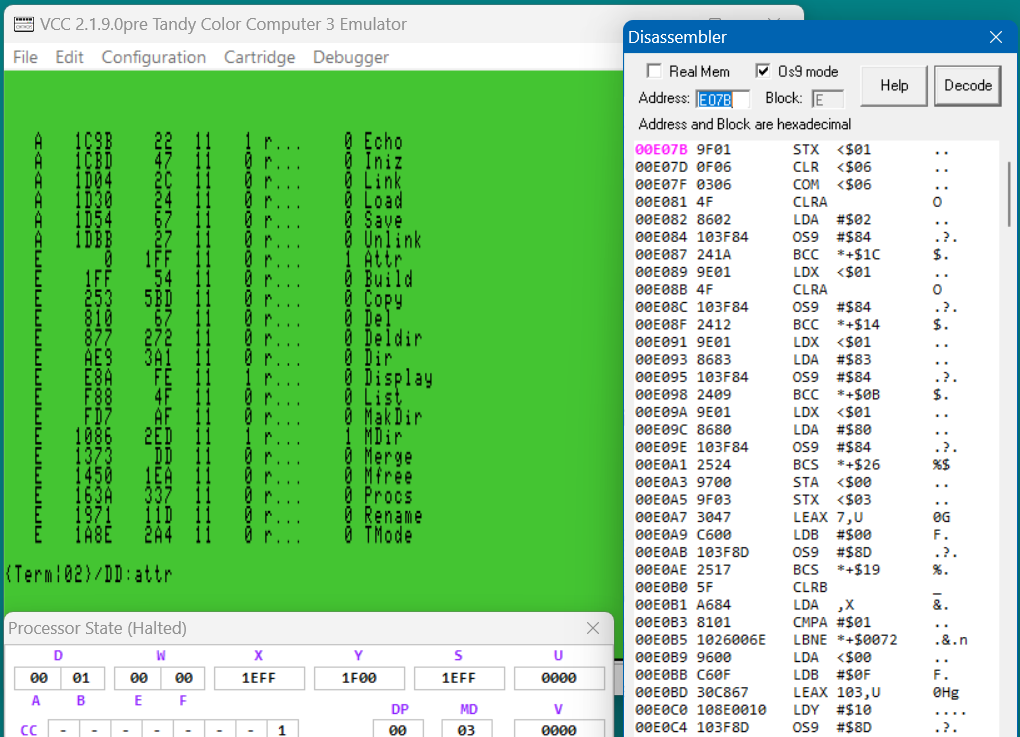 VCC 2.1.9.0pre Tandy Color Computer 3 Emulator
File Edit Configuration Cartridge Debugger
A 1C9B 22 11 1 r... 0 Echo
A 1CBD 47 11 0 r... 0 Iniz
A 1D04 2C 11 0 r... 0 Link
A 1D30 24 11 0 r... 0 Load
A 1D54 67 11 0 r... 0 Save
A 1DBB 27 11 0 r... 0 Unlink
E 0 1FF 11 0 r... 1 Attr
E 1FF 54 11 0 r... 0 Build
E 253 5BD 11 0 r... 0 Copy
E 810 67 11 0 r... 0 Del
E 877 272 11 0 r... 0 Deldir
E AE9 3A1 11 0 r... 0 Dir
E E8A FE 11 1 r... 0 Display
E F88 4F 11 0 r... 0 List
E FD7 AF 11 0 r... 0 MakDir
E 1086 2ED 11 1 r... 1 MDir
E 1373 DD 11 0 r... 0 Merge
E 1450 1EA 11 0 r... 0 Mfree
E 163A 337 11 0 r... 0 Procs
E 1971 11D 11 0 r... 0 Rename
E 1A8E 2A4 11 0 r... 0 TMode
{Term|02}/DD:attr
Processor State (Halted)
D W X Y S U
00 01 00 00 1EFF 1F00 1EFF 0000
A B E F
DP MD V
CC - - - - - - - 1 00 03 0000
Disassembler
Real Mem Os9 mode Help Decode
Address: E07B Block: E
Address and Block are hexadecimal
00E07B 9F01 STX <$01 ..
00E07D 0F06 CLR <$06 ..
00E07F 0306 COM <$06 ..
00E081 4F CLRA O
00E082 8602 LDA #$02 ..
00E084 103F84 OS9 #$84 .?.
00E087 241A BCC *+$1C $.
00E089 9E01 LDX <$01 ..
00E08B 4F CLRA O
00E08C 103F84 OS9 #$84 .?.
00E08F 2412 BCC *+$14 $.
00E091 9E01 LDX <$01 ..
00E093 8683 LDA #$83 ..
00E095 103F84 OS9 #$84 .?.
00E098 2409 BCC *+$0B $.
00E09A 9E01 LDX <$01 ..
00E09C 8680 LDA #$80 ..
00E09E 103F84 OS9 #$84 .?.
00E0A1 2524 BCS *+$26 %$
00E0A3 9700 STA <$00 ..
00E0A5 9F03 STX <$03 ..
00E0A7 3047 LEAX 7,U 0G
00E0A9 C600 LDB #$00 F.
00E0AB 103F8D OS9 #$8D .?.
00E0AE 2517 BCS *+$19 %.
00E0B0 5F CLRB _
00E0B1 A684 LDA ,X &.
00E0B3 8101 CMPA #$01 ..
00E0B5 1026006E LBNE *+$0072 .&.n
00E0B9 9600 LDA <$00 ..
00E0BB C60F LDB #$0F F.
00E0BD 30C867 LEAX 103,U 0Hg
00E0C0 108E0010 LDY #$10 ....
00E0C4 103F8D OS9 #$8D .?.